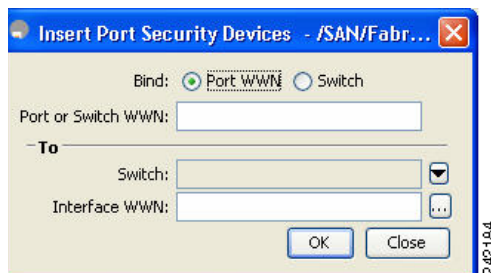 Insert Port Security Devices - /SAN/Fabr...
Bind: Port WWN Switch
Port or Switch WWN:
To
Switch:
Interface WWN: ...
OK Close
242194